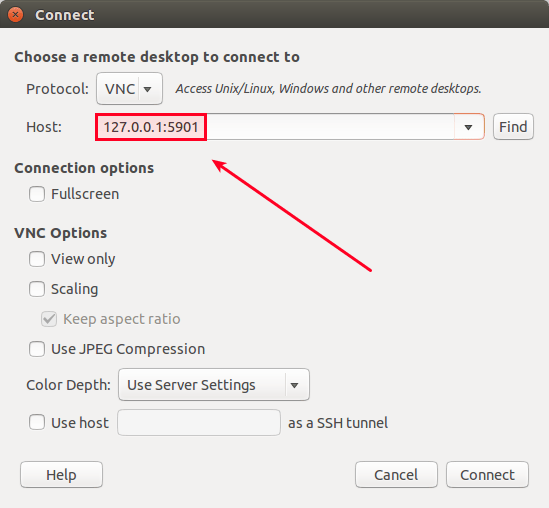 Connect
Choose a remote desktop to connect to
Protocol: VNC Access Unix/Linux, Windows and other remote desktops.
Host: 127.0.0.1:5901 Find
Connection options
Fullscreen
VNC Options
View only
Scaling
Keep aspect ratio
Use JPEG Compression
Color Depth: Use Server Settings
Use host as a SSH tunnel
Help Cancel Connect